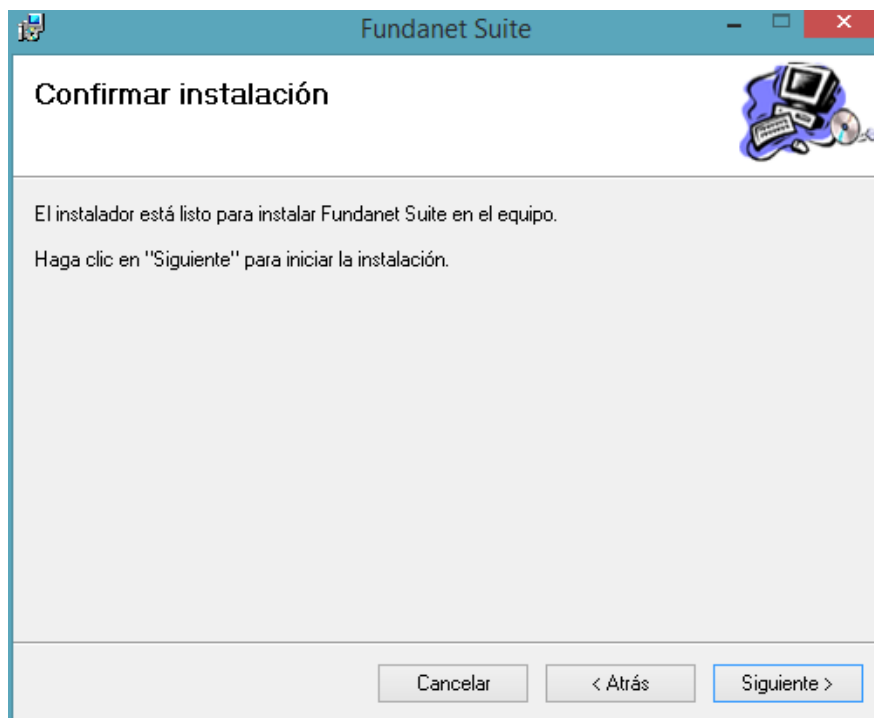 Fundanet Suite
Confirmar instalación
El instalador está listo para instalar Fundanet Suite en el equipo.
Haga clic en "Siguiente" para iniciar la instalación.
Cancelar
< Atrás
Siguiente >